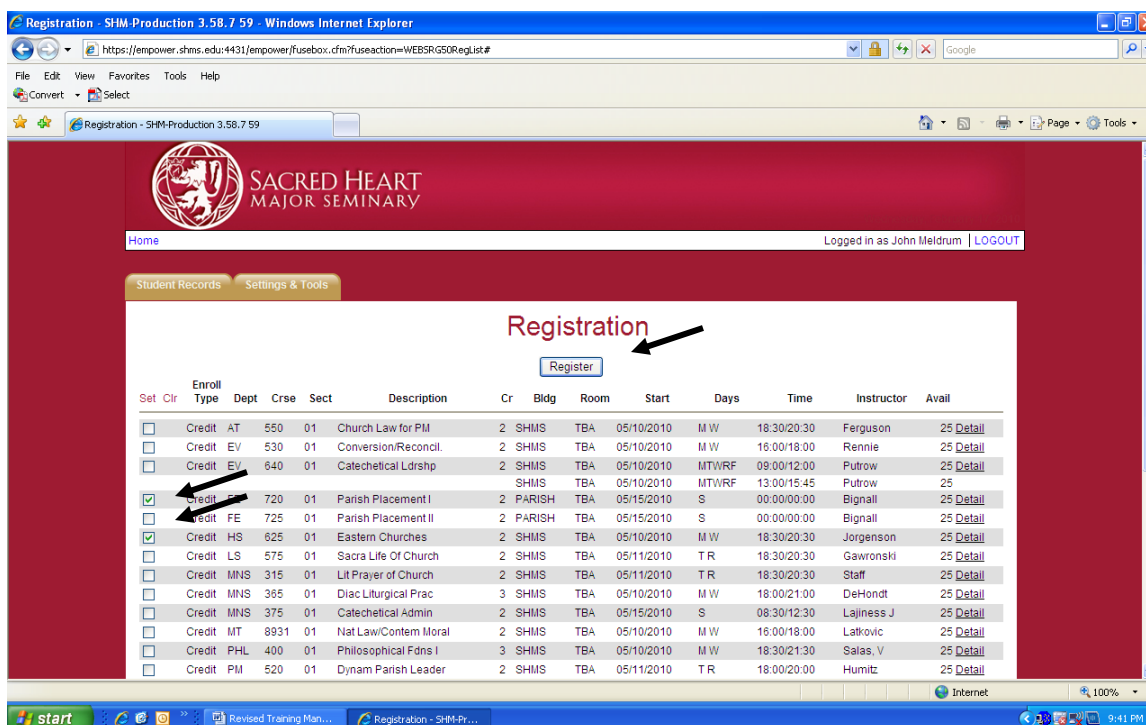 Registration - SHM-Production 3.58.7 59 - Windows Internet Explorer
https://empower.shms.edu:4431/empower/fusebox.cfm?fuseaction=WEBSRG50RegList#
Google
File Edit View Favorites Tools Help
Convert Select
Registration - SHM-Production 3.58.7 59
Page Tools
SACRED HEART
MAJOR SEMINARY
Home Logged in as John Meldrum | LOGOUT
Student Records Settings & Tools
Registration
Register
Set Clr Enroll Type Dept Crse Sect Description Cr Bldg Room Start Days Time Instructor Avail
Credit AT 550 01 Church Law for PM 2 SHMS TBA 05/10/2010 M W 18:30/20:30 Ferguson 25 Detail
Credit EV 530 01 Conversion/Reconcil. 2 SHMS TBA 05/10/2010 M W 16:00/18:00 Rennie 25 Detail
Credit EV 640 01 Catechetical Ldrshp 2 SHMS TBA 05/10/2010 MTWRF 09:00/12:00 Putrow 25 Detail
SHMS TBA 05/10/2010 MTWRF 13:00/15:45 Putrow 25
Credit FE 720 01 Parish Placement I 2 PARISH TBA 05/15/2010 S 00:00/00:00 Bignall 25 Detail
Credit FE 725 01 Parish Placement II 2 PARISH TBA 05/15/2010 S 00:00/00:00 Bignall 25 Detail
Credit HS 625 01 Eastern Churches 2 SHMS TBA 05/10/2010 M W 18:30/20:30 Jorgenson 25 Detail
Credit LS 575 01 Sacra Life Of Church 2 SHMS TBA 05/11/2010 T R 18:30/20:30 Gawronski 25 Detail
Credit MNS 315 01 Lit Prayer of Church 2 SHMS TBA 05/11/2010 T R 18:30/20:30 Staff 25 Detail
Credit MNS 365 01 Diac Liturgical Prac 3 SHMS TBA 05/10/2010 M W 18:00/21:00 DeHondt 25 Detail
Credit MNS 375 01 Catechetical Admin 2 SHMS TBA 05/15/2010 S 08:30/12:30 Lajiness J 25 Detail
Credit MT 8931 01 Nat Law/Contem Moral 2 SHMS TBA 05/10/2010 M W 16:00/18:00 Latkovic 25 Detail
Credit PHL 400 01 Philosophical Fdns I 3 SHMS TBA 05/10/2010 M W 18:30/21:30 Salas, V 25 Detail
Credit PM 520 01 Dynam Parish Leader 2 SHMS TBA 05/11/2010 T R 18:00/20:00 Humitz 25 Detail
Internet 100%
start Revised Training Man... Registration - SHM-Pr... 9:41 PM